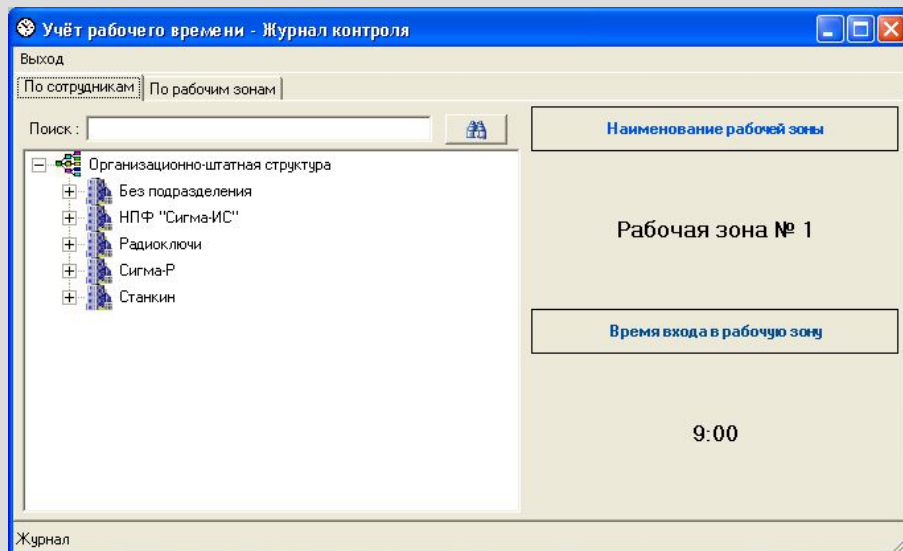 Учёт рабочего времени - Журнал контроля
Выход
По сотрудникам По рабочим зонам
Поиск :
Организационно-штатная структура
Без подразделения
НПФ "Сигма-ИС"
Радиоключи
Сигма-Р
Станкин
Наименование рабочей зоны
Рабочая зона № 1
Время входа в рабочую зону
9:00
Журнал